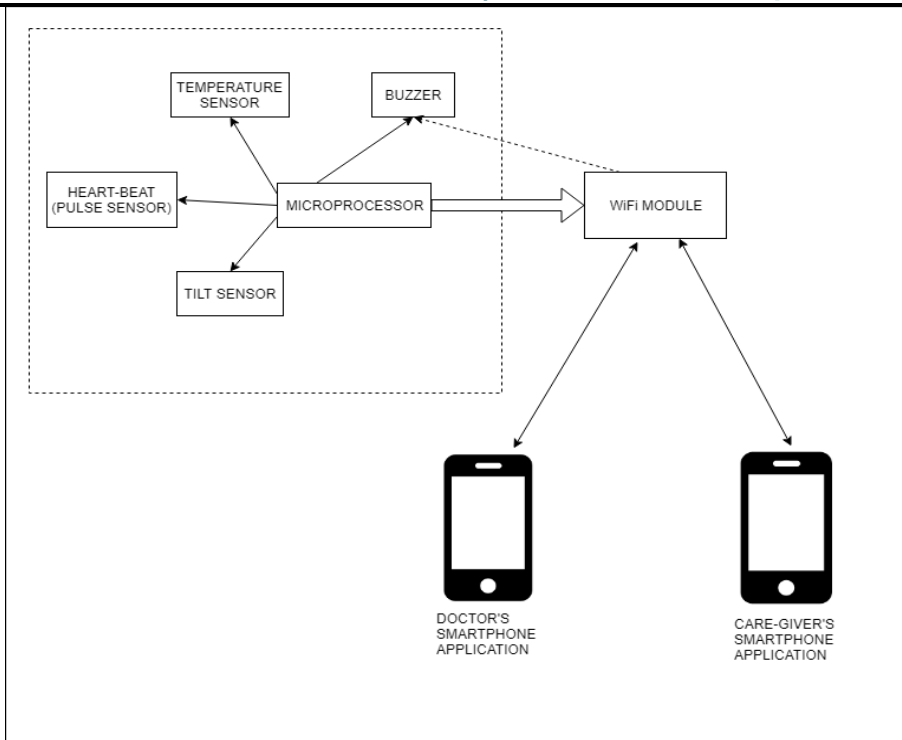 TEMPERATURE
SENSOR
BUZZER
HEART-BEAT
(PULSE SENSOR)
MICROPROCESSOR
WiFi MODULE
TILT SENSOR
DOCTOR'S
SMARTPHONE
APPLICATION
CARE-GIVER'S
SMARTPHONE
APPLICATION